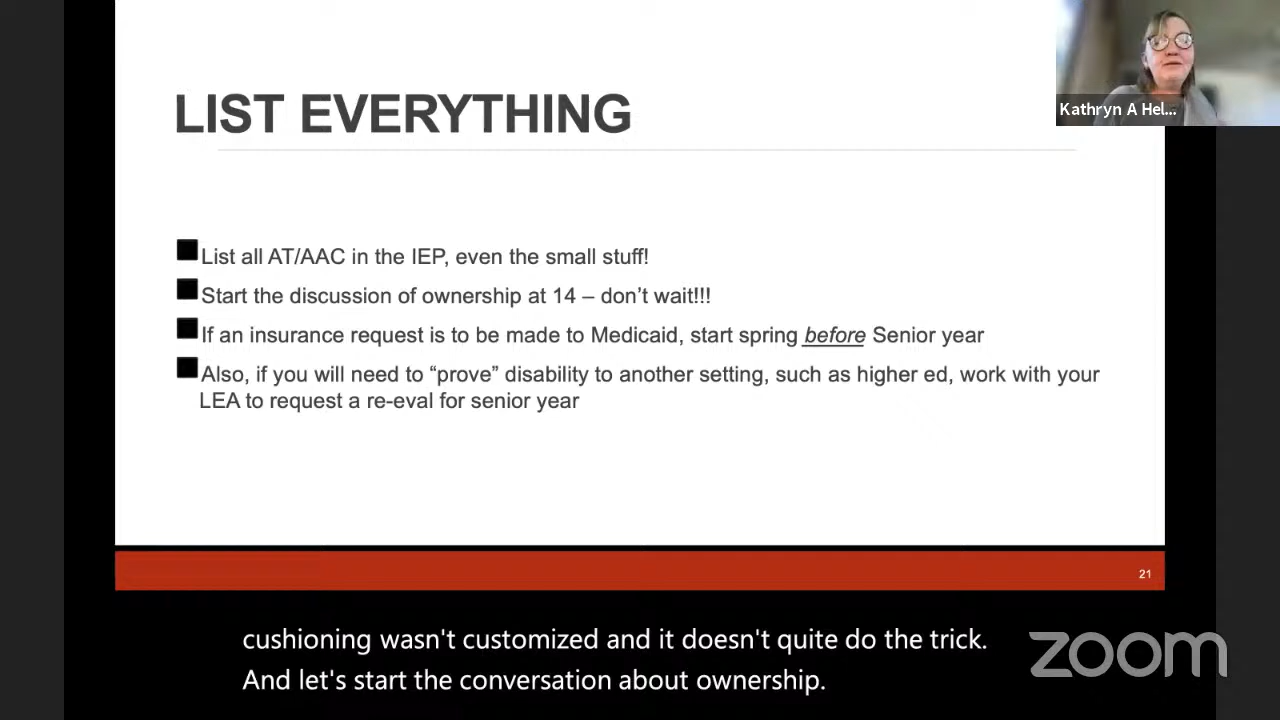 LIST EVERYTHING
Kathryn A Hel...
List all AT/AAC in the IEP, even the small stuff!
Start the discussion of ownership at 14 – don’t wait!!!
If an insurance request is to be made to Medicaid, start spring before Senior year
Also, if you will need to “prove” disability to another setting, such as higher ed, work with your
LEA to request a re-eval for senior year
21
cushioning wasn't customized and it doesn't quite do the trick.
And let's start the conversation about ownership.
zoom